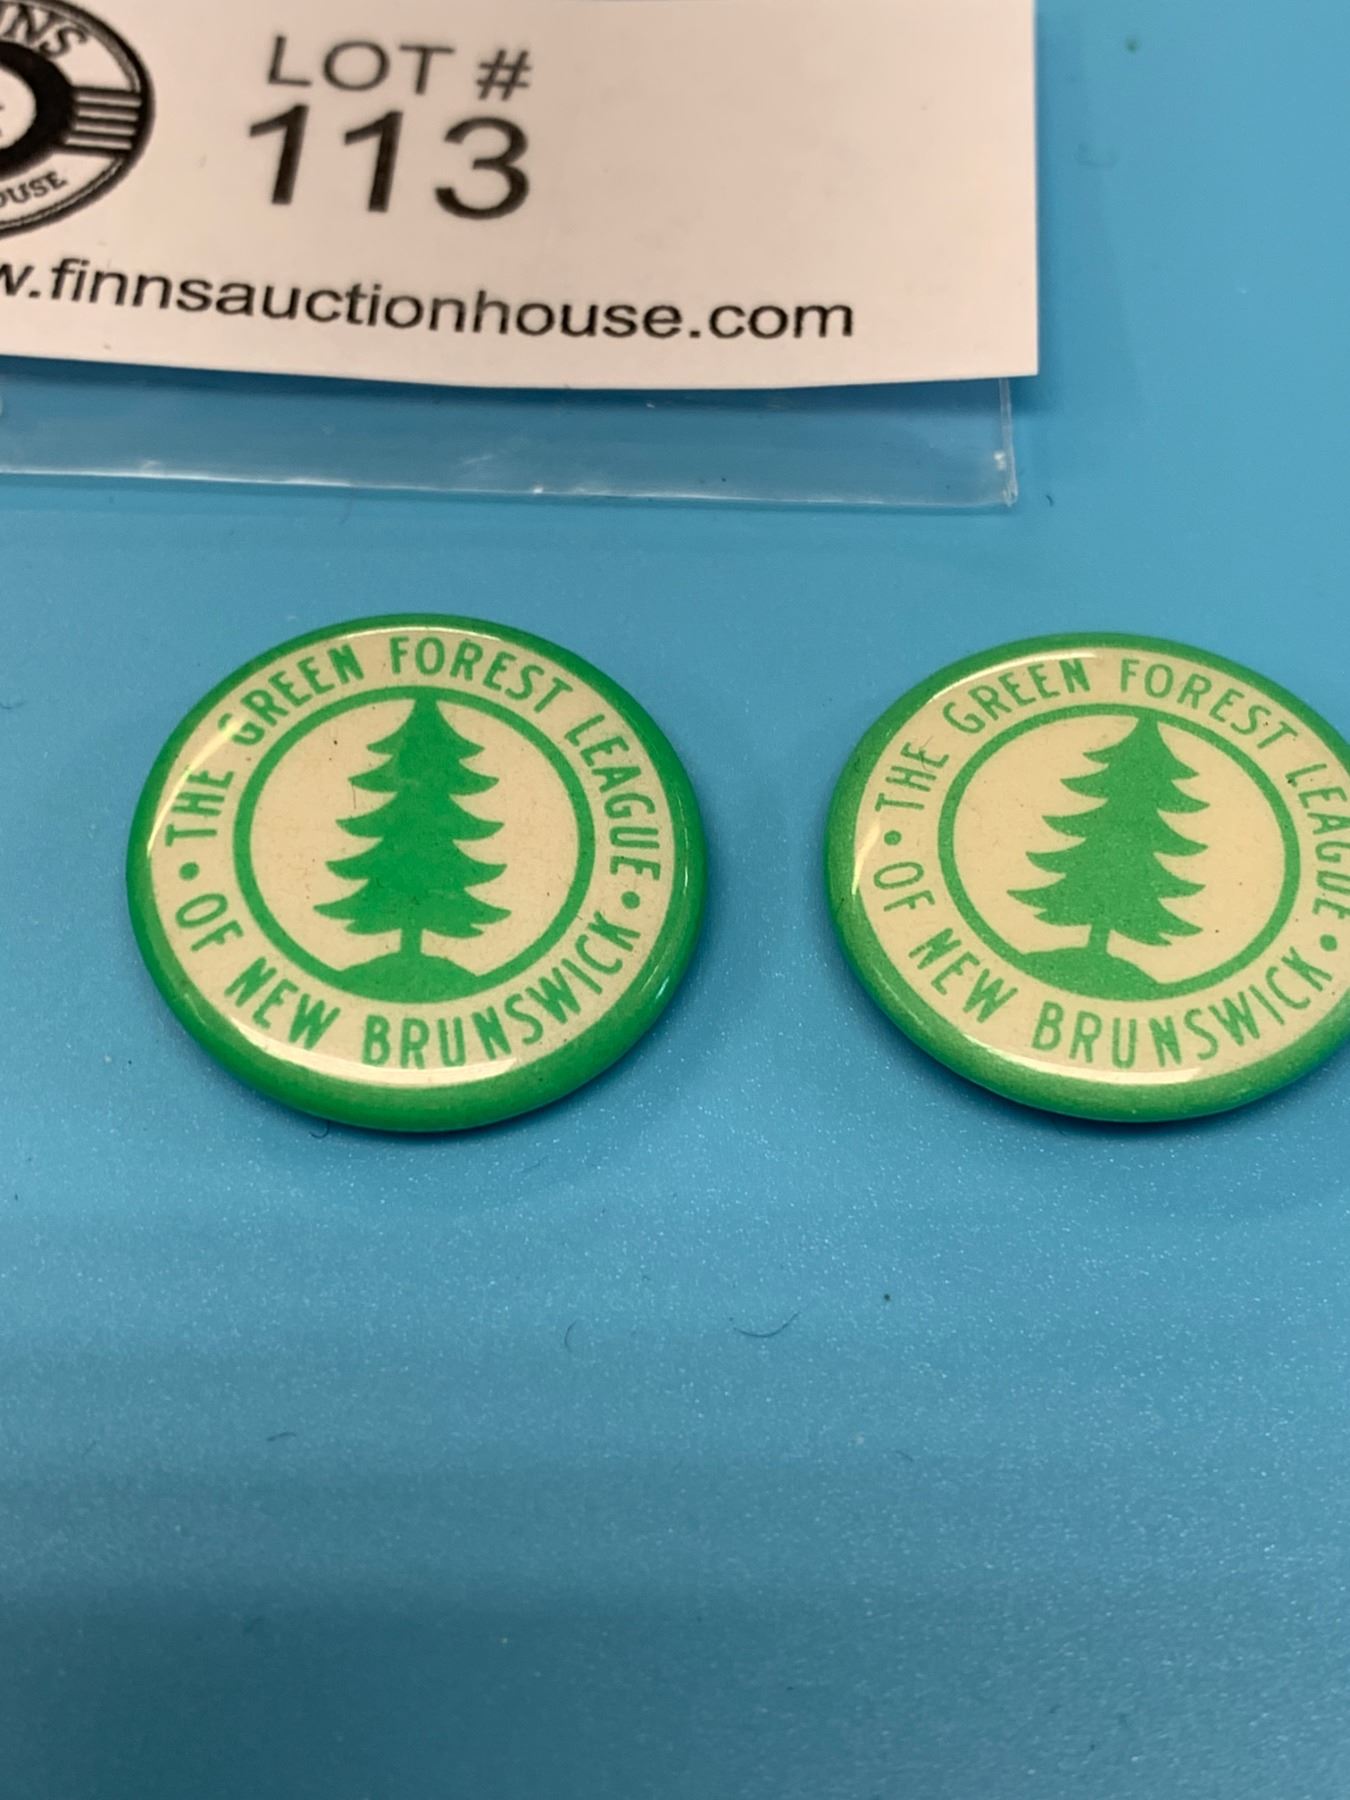 LOT #
113
.finnsauctionhouse.com
THE GREEN FOREST LEAGUE
• OF NEW BRUNSWICK •
THE GREEN FOREST LEAGUE
• OF NEW BRUNSWICK •